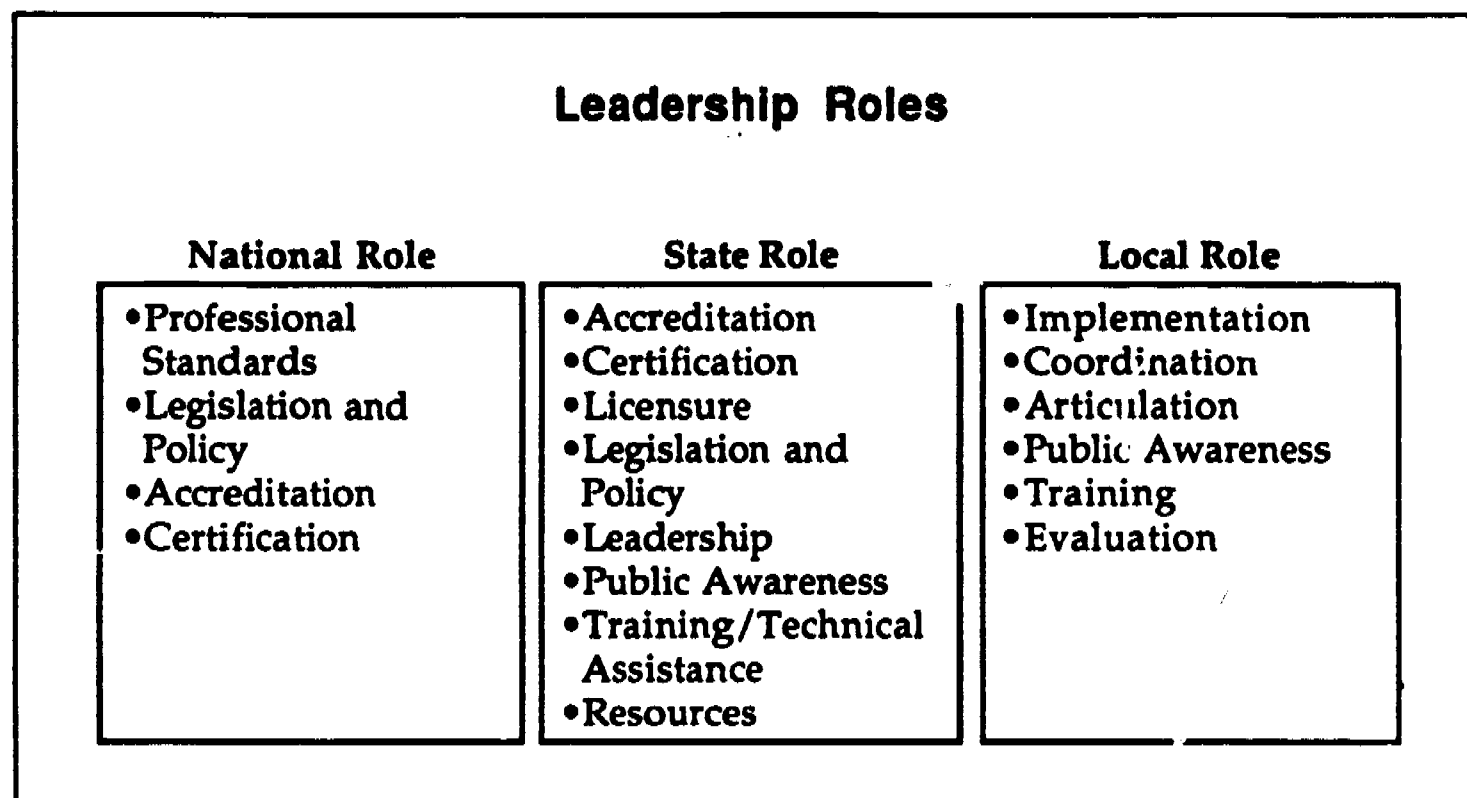 Leadership Roles
National Role
•Professional
Standards
•Legislation and
Policy
•Accreditation
•Certification
State Role
•Accreditation
•Certification
•Licensure
•Legislation and
Policy
•Leadership
•Public Awareness
•Training/Technical
Assistance
•Resources
Local Role
•Implementation
•Coordination
•Articulation
•Public Awareness
•Training
•Evaluation